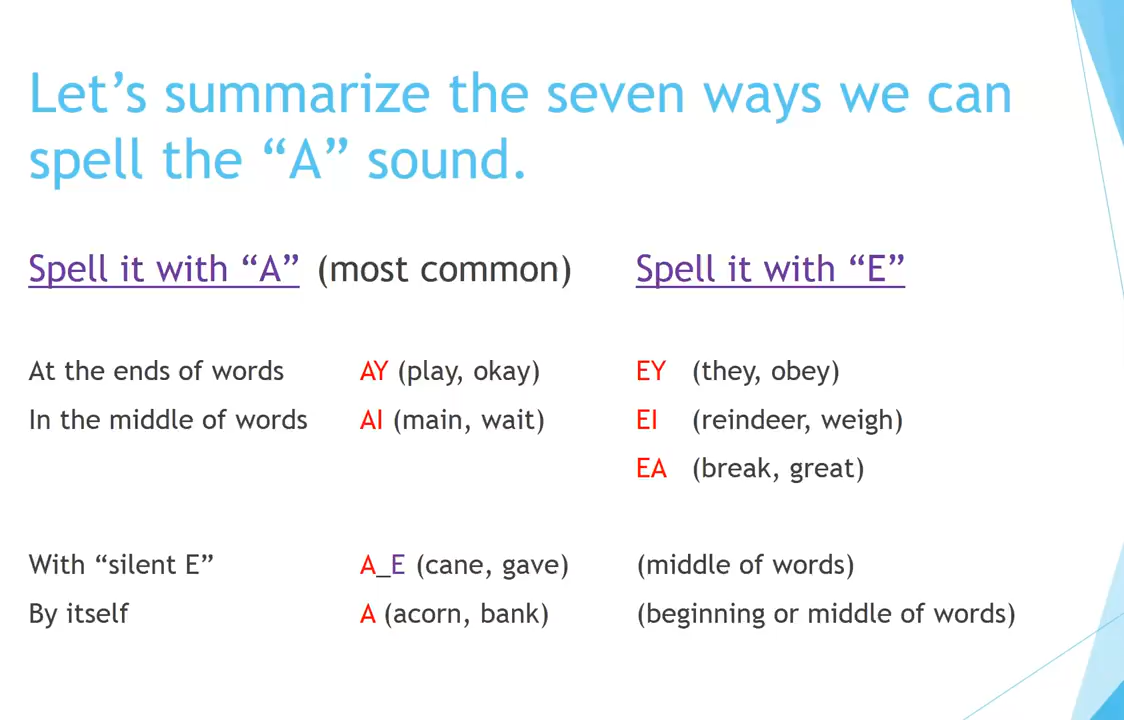 Let’s summarize the seven ways we can
spell the “A” sound.
Spell it with “A” (most common) Spell it with “E”
At the ends of words AY (play, okay) EY (they, obey)
In the middle of words AI (main, wait) EI (reindeer, weigh)
EA (break, great)
With “silent E” A_E (cane, gave) (middle of words)
By itself A (acorn, bank) (beginning or middle of words)